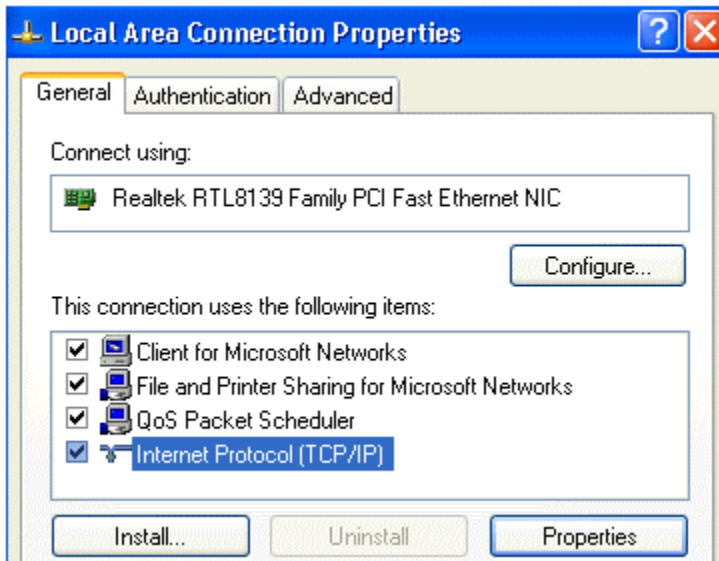 Local Area Connection Properties
General Authentication Advanced
Connect using:
Realtek RTL8139 Family PCI Fast Ethernet NIC
Configure...
This connection uses the following items:
Client for Microsoft Networks
File and Printer Sharing for Microsoft Networks
QoS Packet Scheduler
Internet Protocol (TCP/IP)
Install... Uninstall Properties